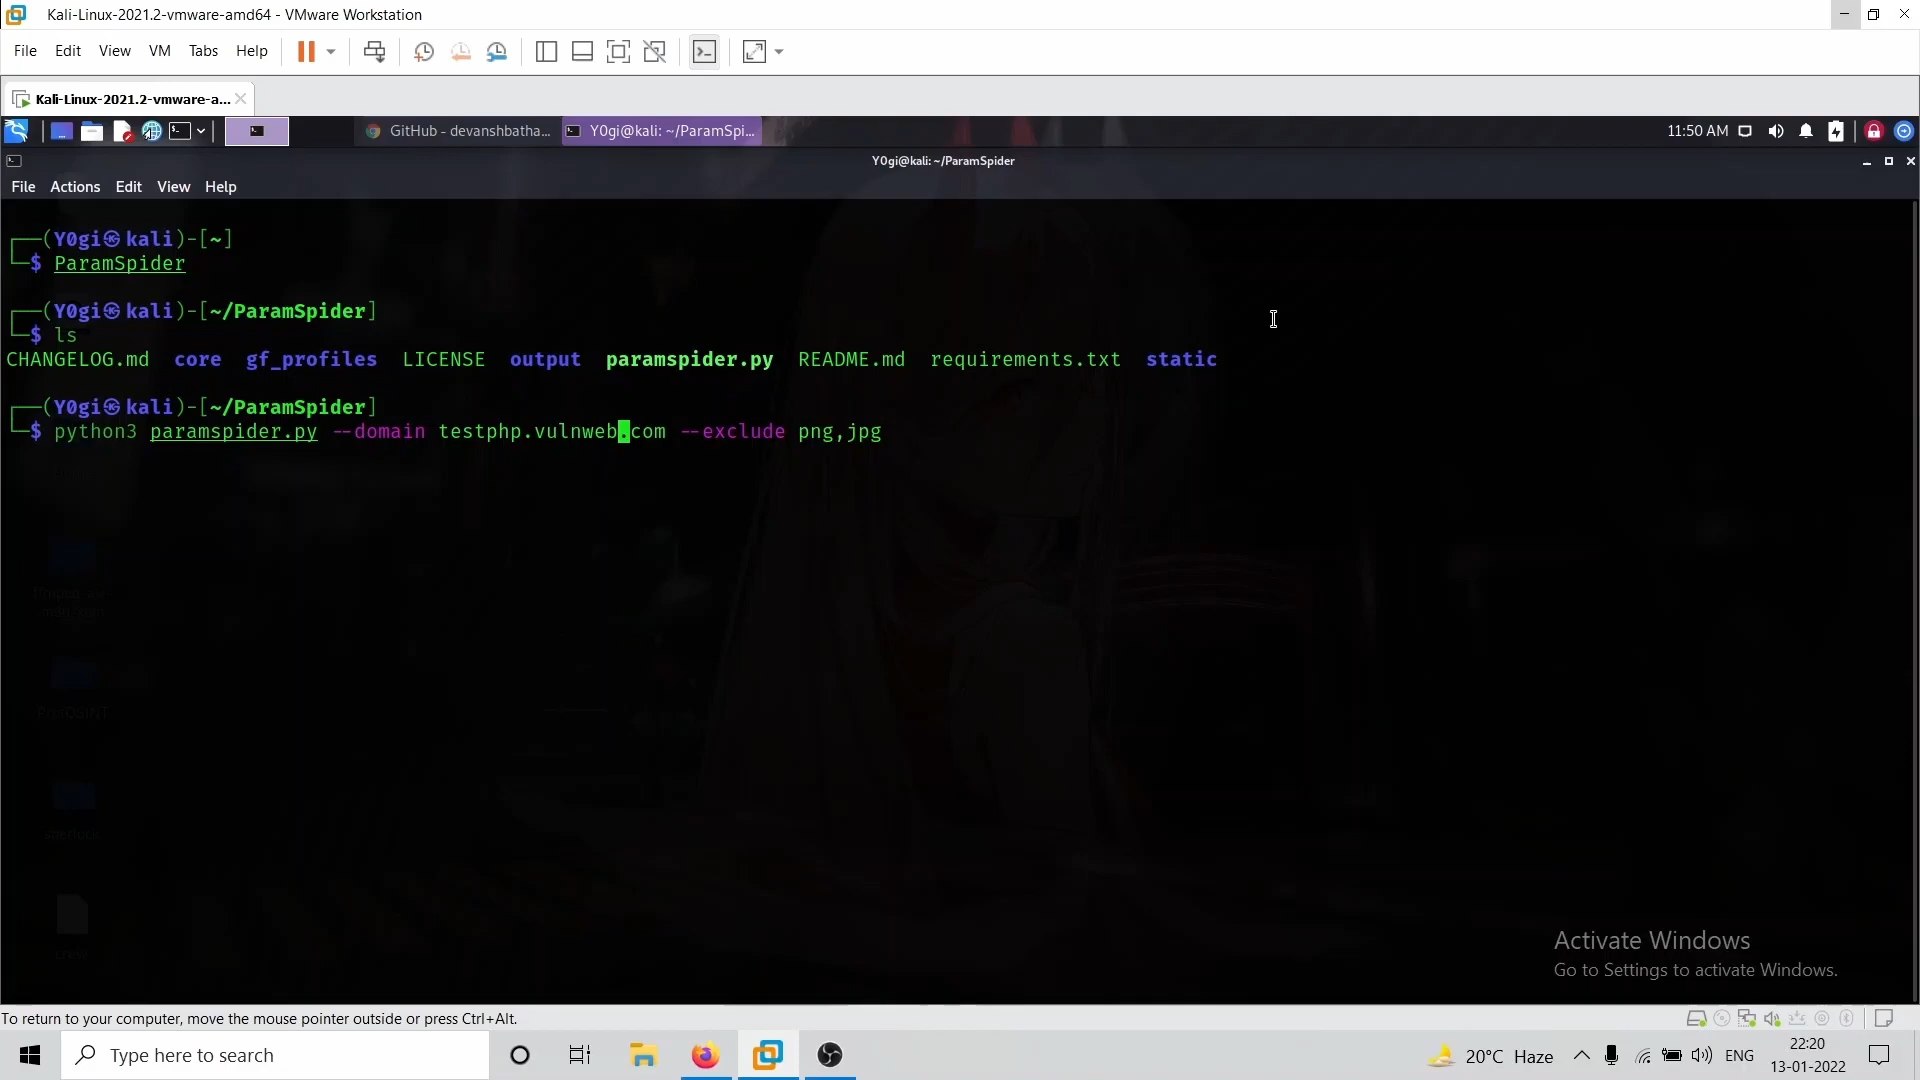 Kali-Linux-2021.2-vmware-amd64 - VMware Workstation
File Edit View VM Tabs Help
Kali-Linux-2021.2-vmware-a...
GitHub - devanshbatha... Y0gi@kali: ~/ParamSpi... 11:50 AM
Y0gi@kali: ~/ParamSpider
File Actions Edit View Help
┌──(Y0gi㉿kali)-[~]
└─$ ParamSpider
┌──(Y0gi㉿kali)-[~/ParamSpider]
└─$ ls
CHANGELOG.md core gf_profiles LICENSE output paramspider.py README.md requirements.txt static
┌──(Y0gi㉿kali)-[~/ParamSpider]
└─$ python3 paramspider.py --domain testphp.vulnweb.com --exclude png,jpg
sherlock
Activate Windows
Go to Settings to activate Windows.
To return to your computer, move the mouse pointer outside or press Ctrl+Alt.
Type here to search 20°C Haze ENG 22:20
13-01-2022